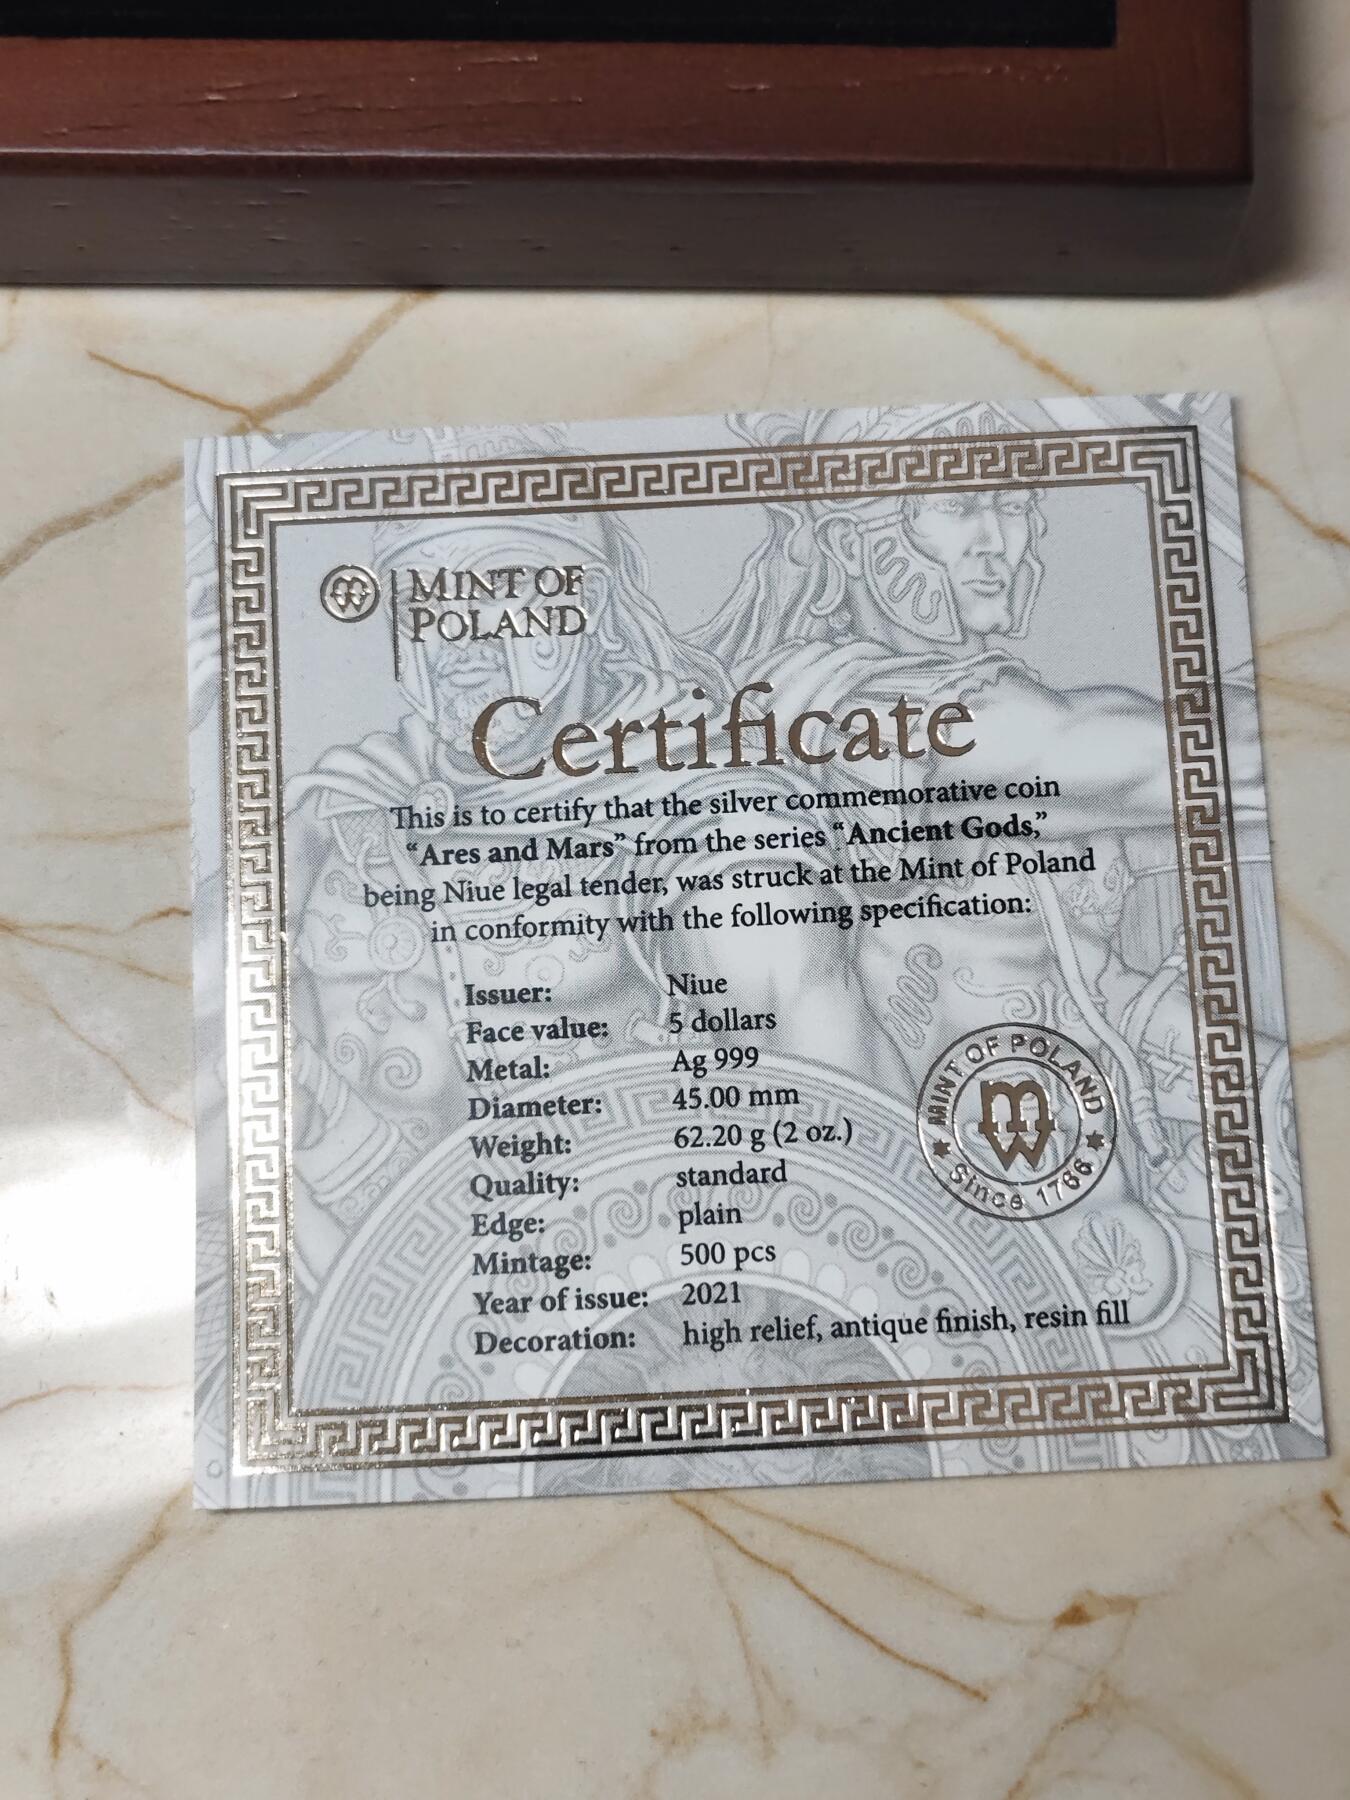 MINT OF
POLAND
Certificate
This is to certify that the silver commemorative coin
“Ares and Mars” from the series “Ancient Gods,”
being Niue legal tender, was struck at the Mint of Poland
in conformity with the following specification:
Issuer: Niue
Face value: 5 dollars
Metal: Ag 999
Diameter: 45.00 mm
Weight: 62.20 g (2 oz.)
Quality: standard
Edge: plain
Mintage: 500 pcs
Year of issue: 2021
Decoration: high relief, antique finish, resin fill
MINT OF POLAND
Since 1766